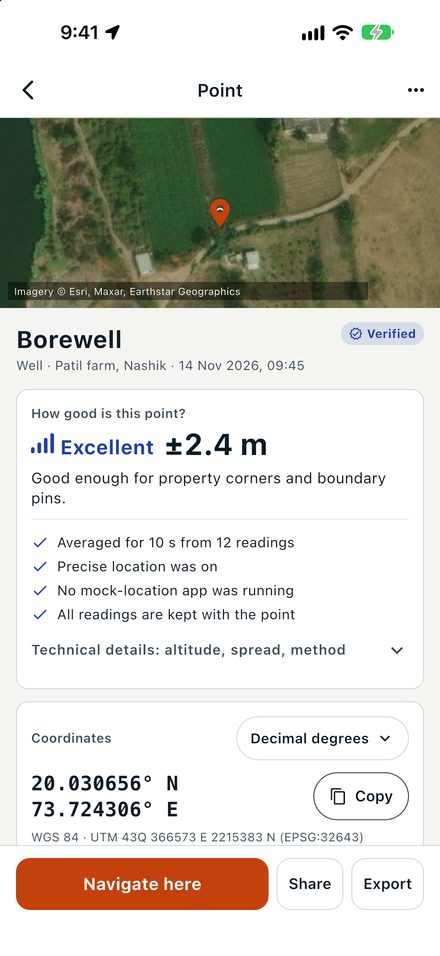 9:41
Point
Imagery © Esri, Maxar, Earthstar Geographics
Borewell
Verified
Well · Patil farm, Nashik · 14 Nov 2026, 09:45
How good is this point?
Excellent ±2.4 m
Good enough for property corners and boundary
pins.
Averaged for 10 s from 12 readings
Precise location was on
No mock-location app was running
All readings are kept with the point
Technical details: altitude, spread, method
Coordinates
Decimal degrees
20.030656° N
73.724306° E
Copy
WGS 84 · UTM 43Q 366573 E 2215383 N (EPSG:32643)
Navigate here
Share
Export